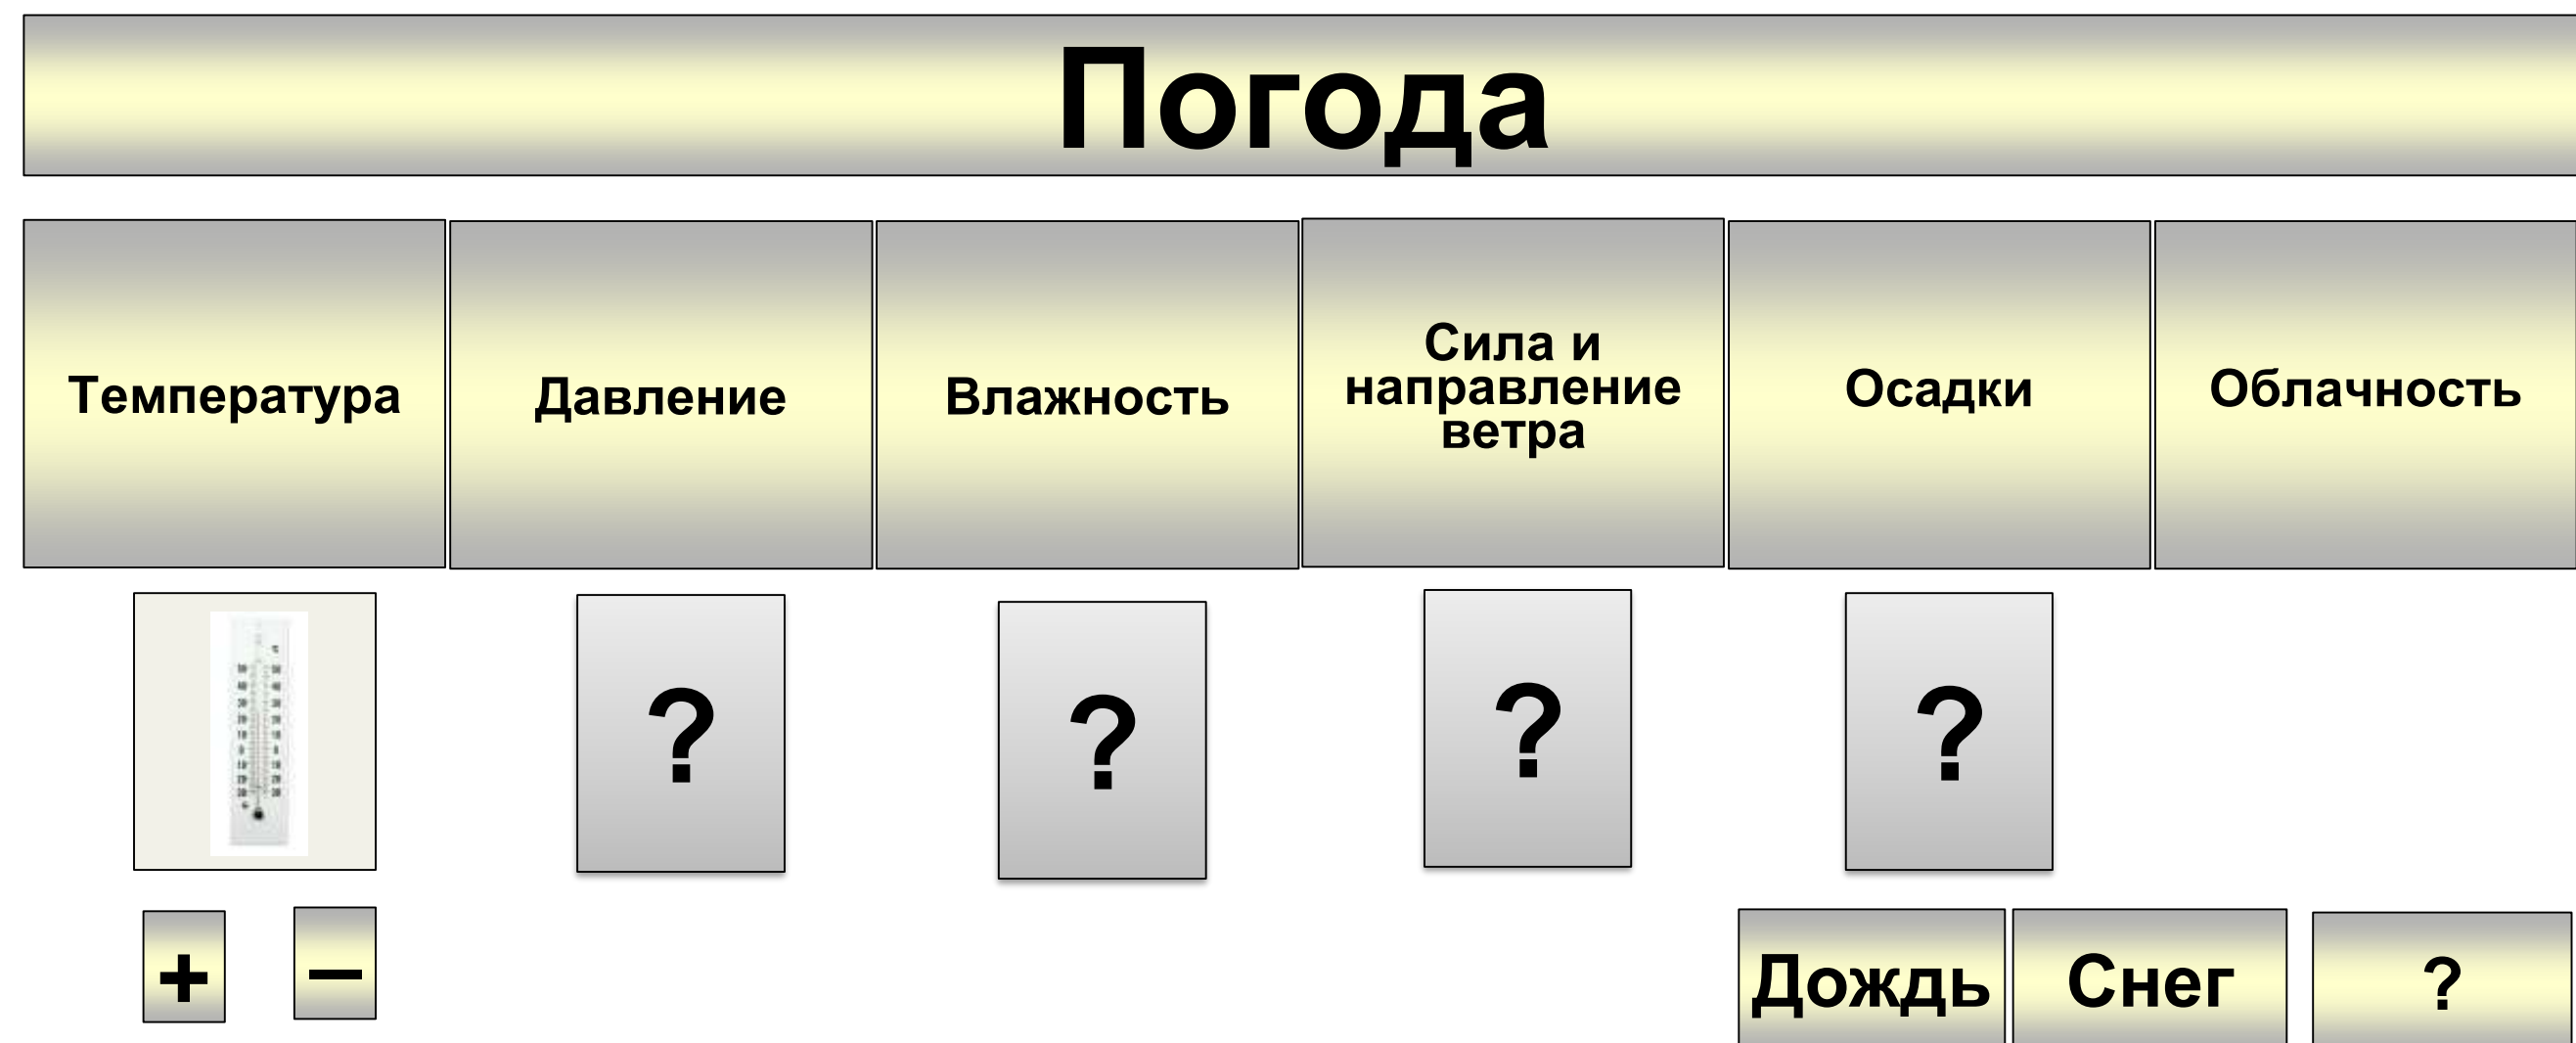 Погода
Температура
Давление
Влажность
Сила и
направление
ветра
Осадки
Облачность
?
?
?
?
+
–
Дождь
Снег
?